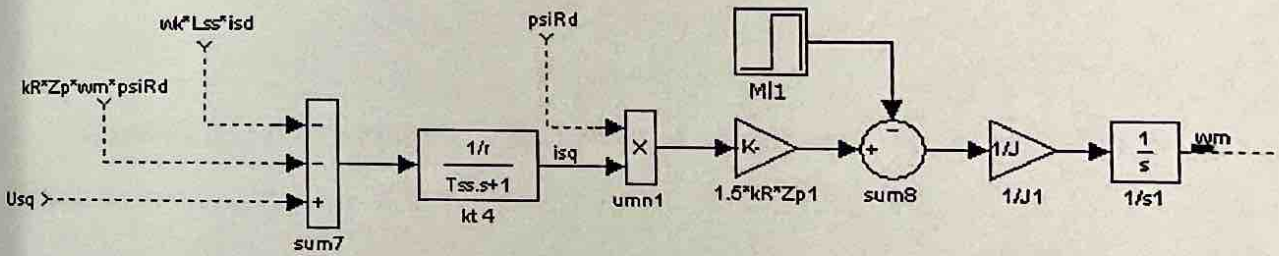 wk*Lss*isd
psiRd
kR*Zp*wm*psiRd
Ml1
−
−
1/r
isq
×
K-
−
+
1/J
1
wm
Usq
+
Tss.s+1
s
kt 4
umn1
1.5*kR*Zp1
sum8
1/J1
1/s1
sum7